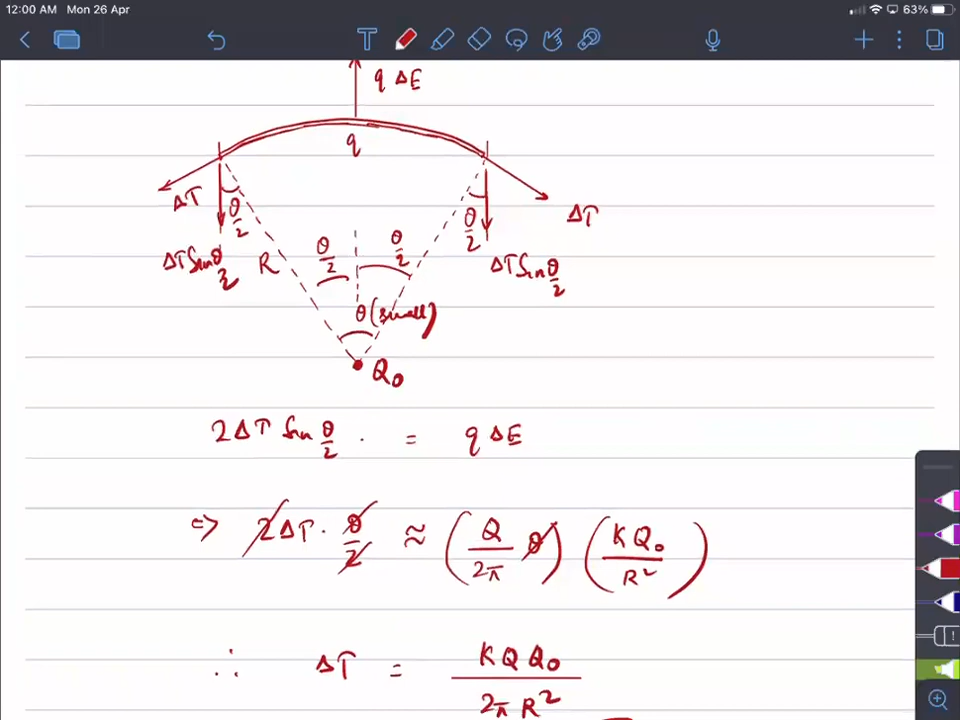 12:00 AM Mon 26 Apr 63%
q ΔE
q
ΔT
θ/2
θ/2
ΔT
ΔT Sin θ/2
R
θ/2
θ/2
ΔT Sin θ/2
θ (small)
Q₀
2ΔT Sin θ/2 . = q ΔE
=> 2ΔT · θ/2 ≈ (Q/2π θ) (KQ₀/R²)
∴ ΔT = KQQ₀/2πR²